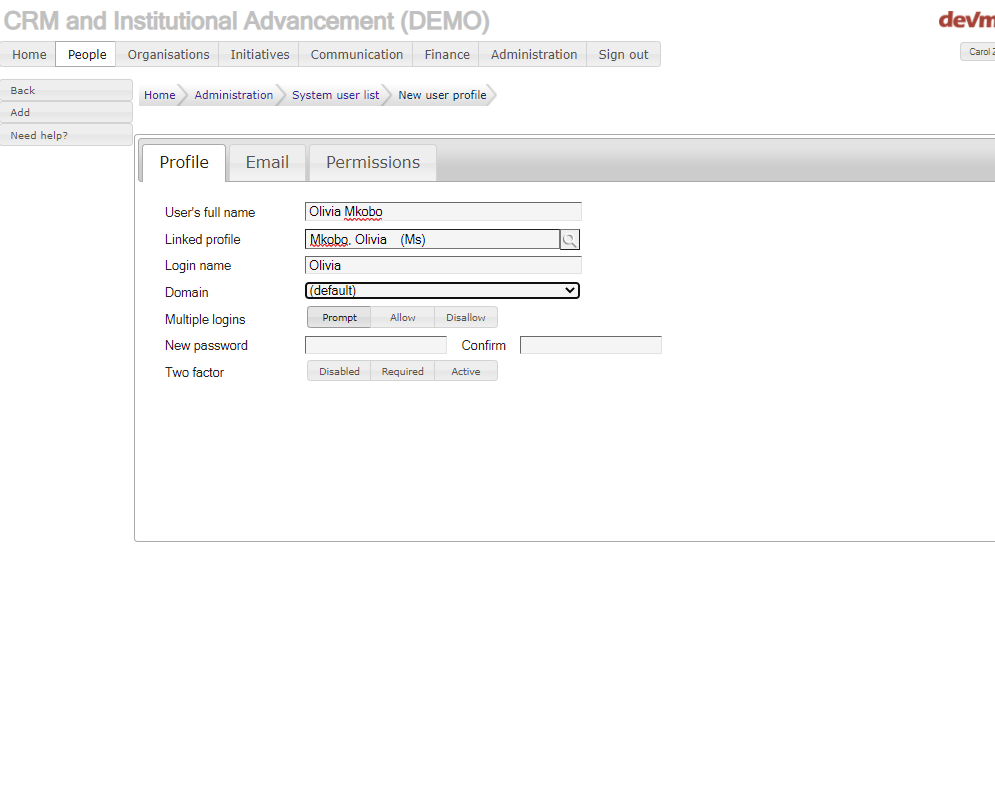 CRM and Institutional Advancement (DEMO)
devm
Home People Organisations Initiatives Communication Finance Administration Sign out
Carol
Back
Add
Need help?
Home Administration System user list New user profile
Profile Email Permissions
User's full name Olivia Mkobo
Linked profile Mkobo, Olivia (Ms)
Login name Olivia
Domain (default)
Multiple logins Prompt Allow Disallow
New password Confirm
Two factor Disabled Required Active